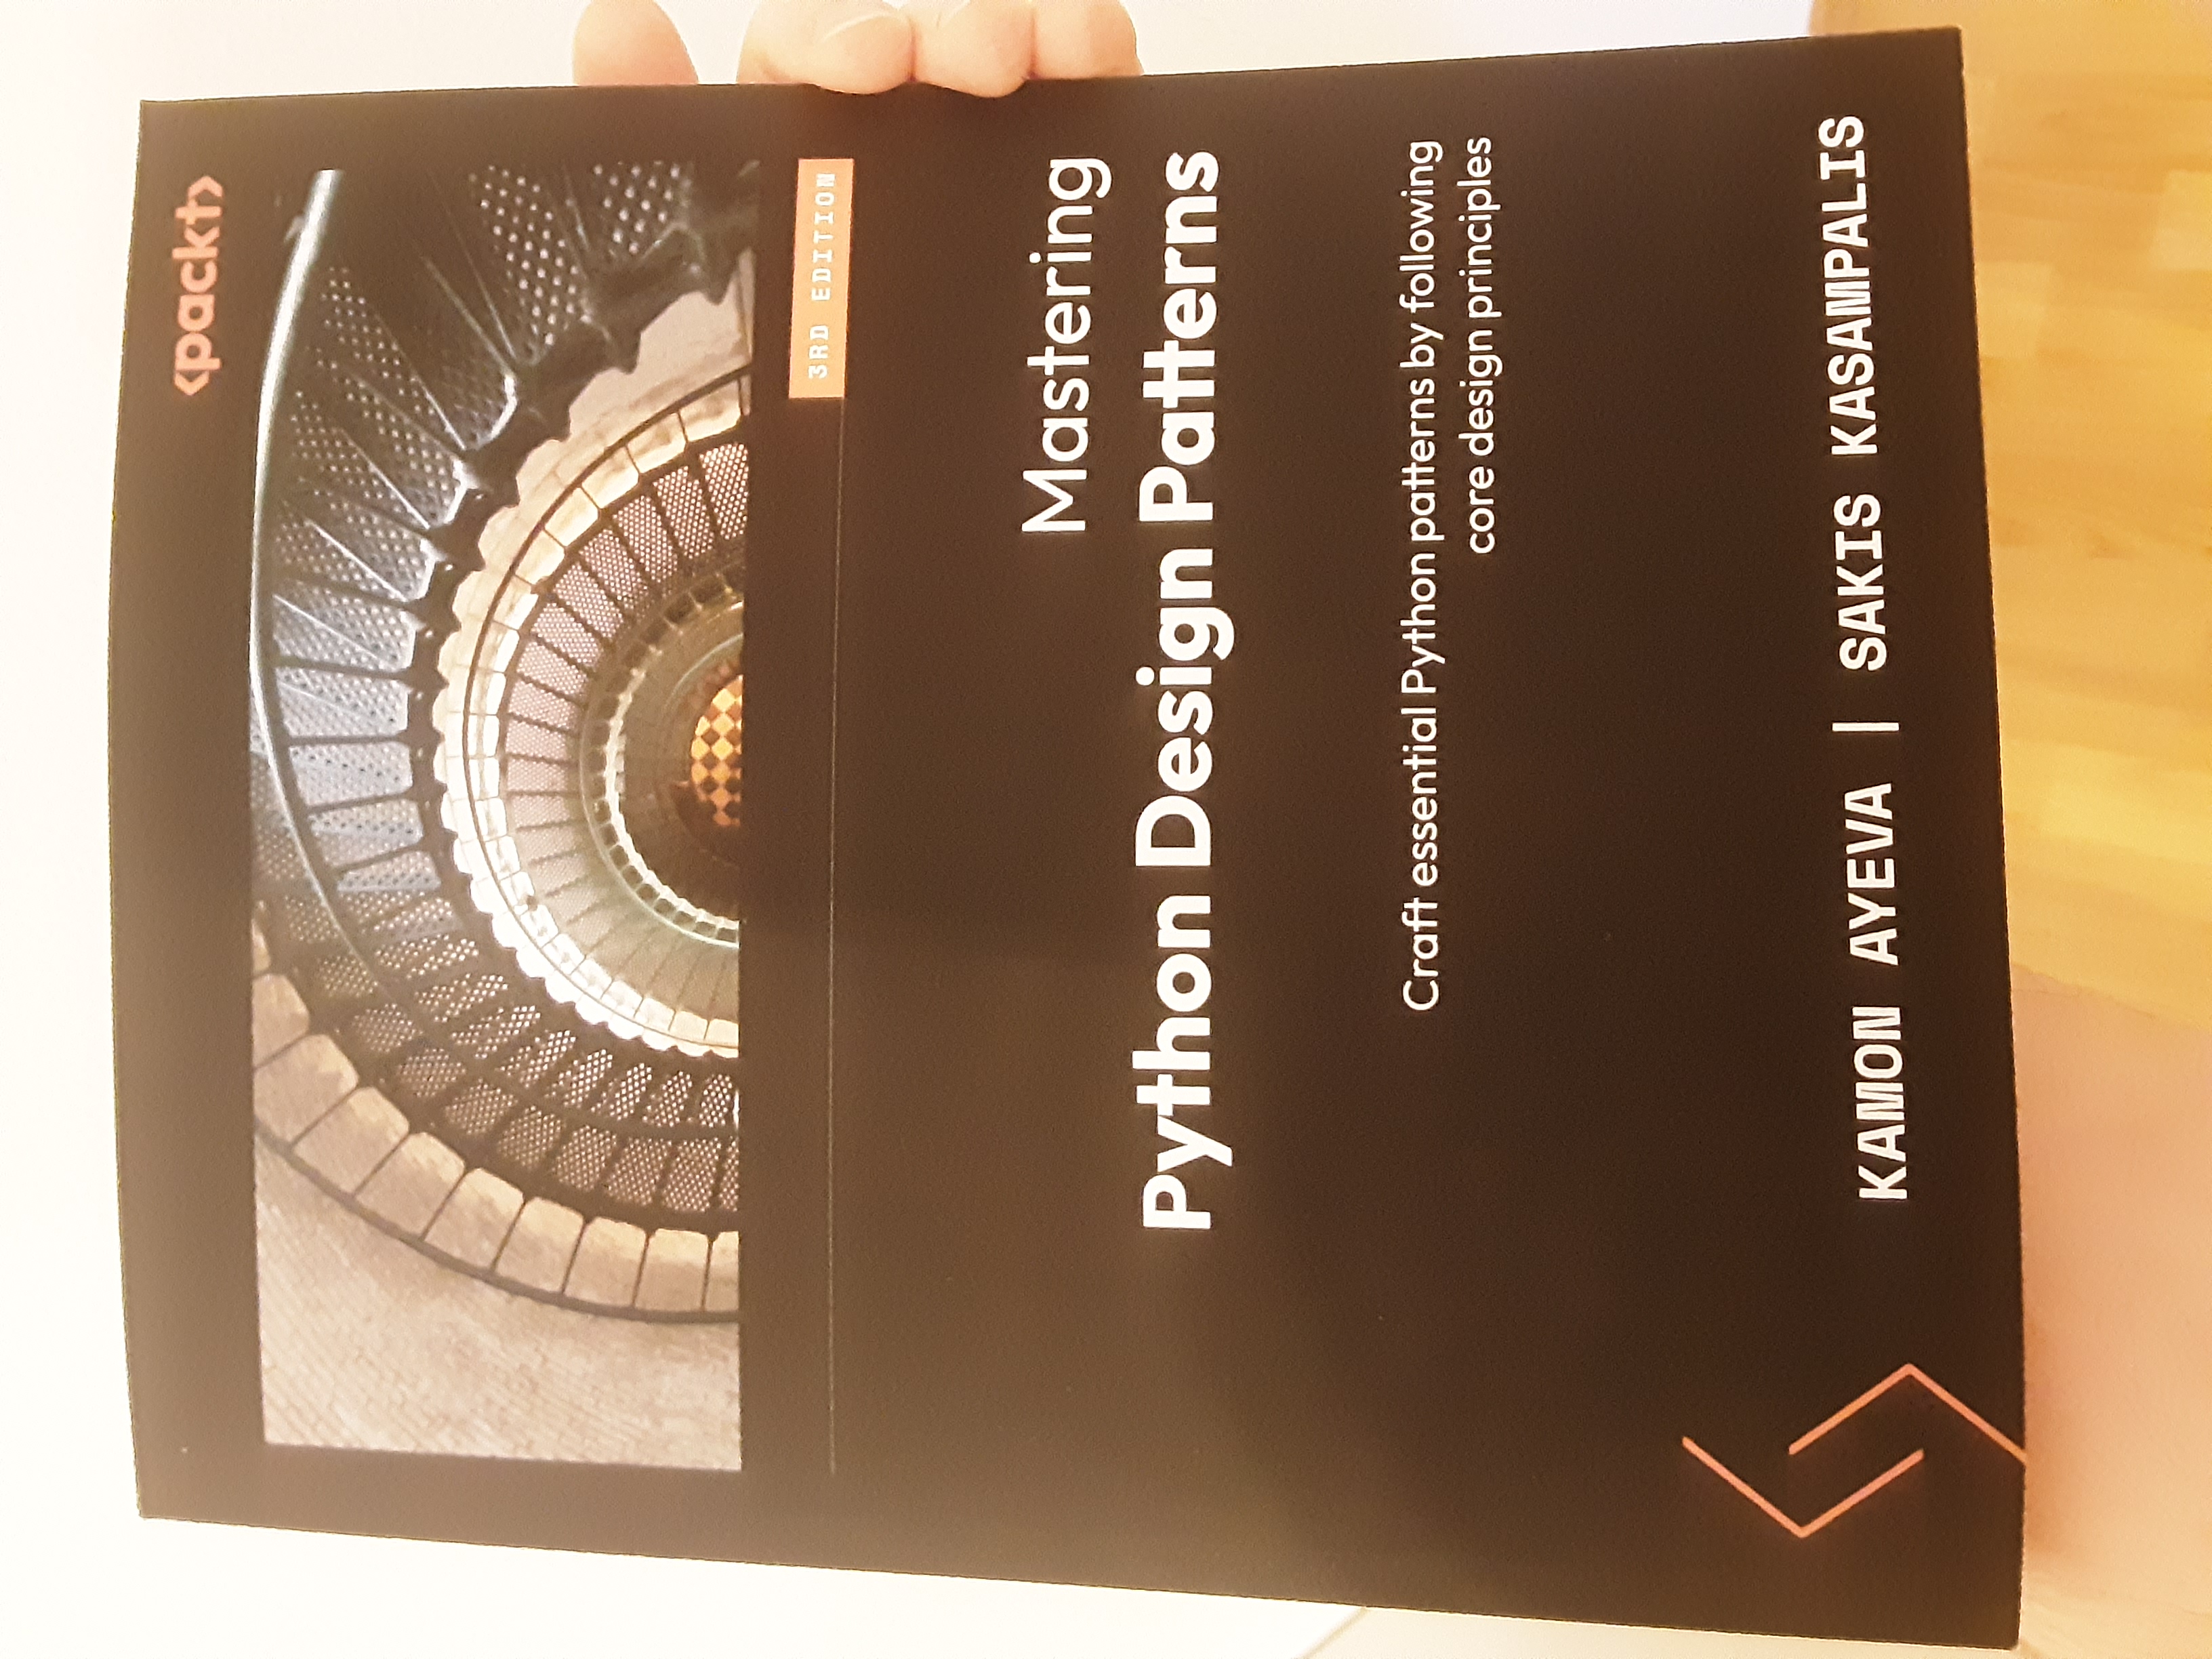 <packt>
3RD EDITION
Mastering
Python Design Patterns
Craft essential Python patterns by following
core design principles
KAMON AYEVA | SAKIS KASAMPALIS